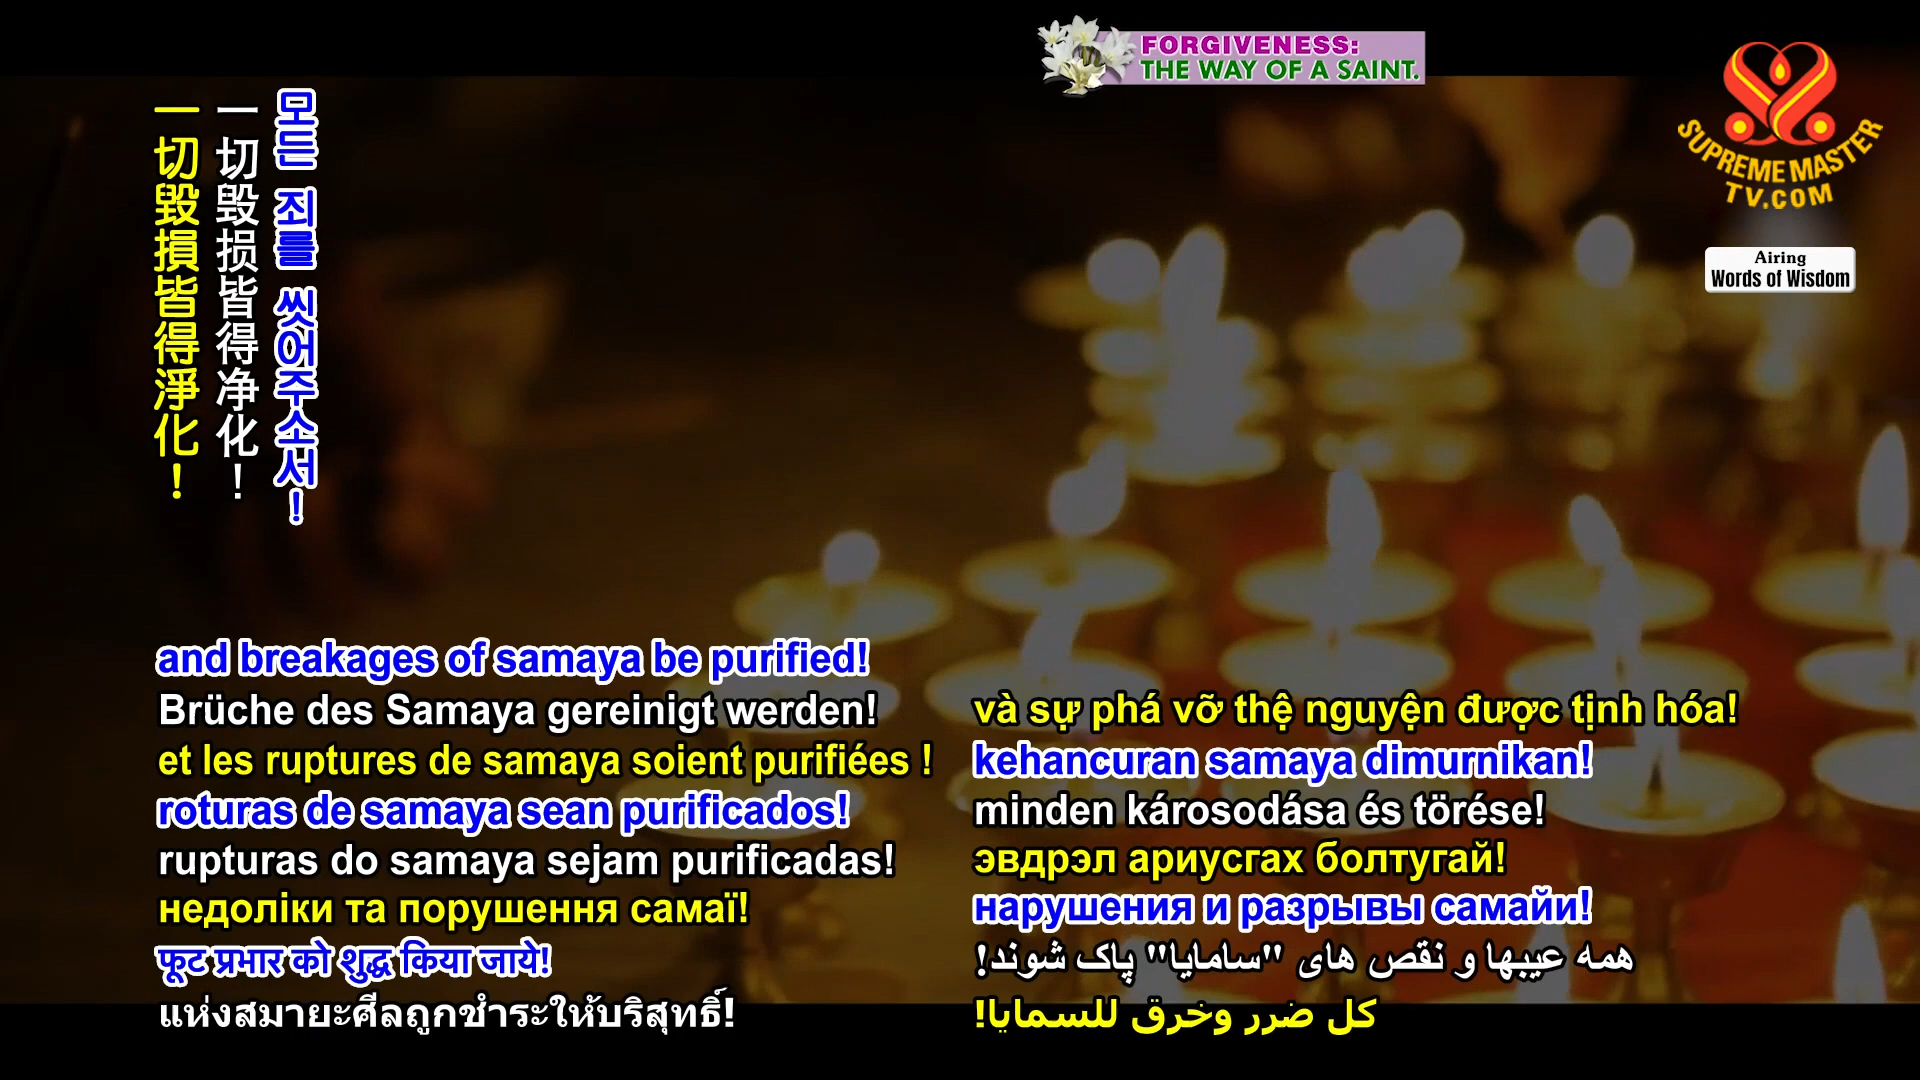 FORGIVENESS:
THE WAY OF A SAINT.
SUPREME MASTER
TV.COM
Airing
Words of Wisdom
모든 죄를 씻어주소서!
一切毁损皆得净化！
一切毀損皆得淨化！
and breakages of samaya be purified!
Brüche des Samaya gereinigt werden!
et les ruptures de samaya soient purifiées !
roturas de samaya sean purificados!
rupturas do samaya sejam purificadas!
недоліки та порушення самаї!
फूट प्रभार को शुद्ध किया जाये!
แห่งสมายะศีลถูกชำระให้บริสุทธิ์!
và sự phá vỡ thệ nguyện được tịnh hóa!
kehancuran samaya dimurnikan!
minden károsodása és törése!
эвдрэл ариусгах болтугай!
нарушения и разрывы самайи!
همه عیبها و نقص های "سامایا" پاک شوند!
كل ضرر وخرق للسمايا!